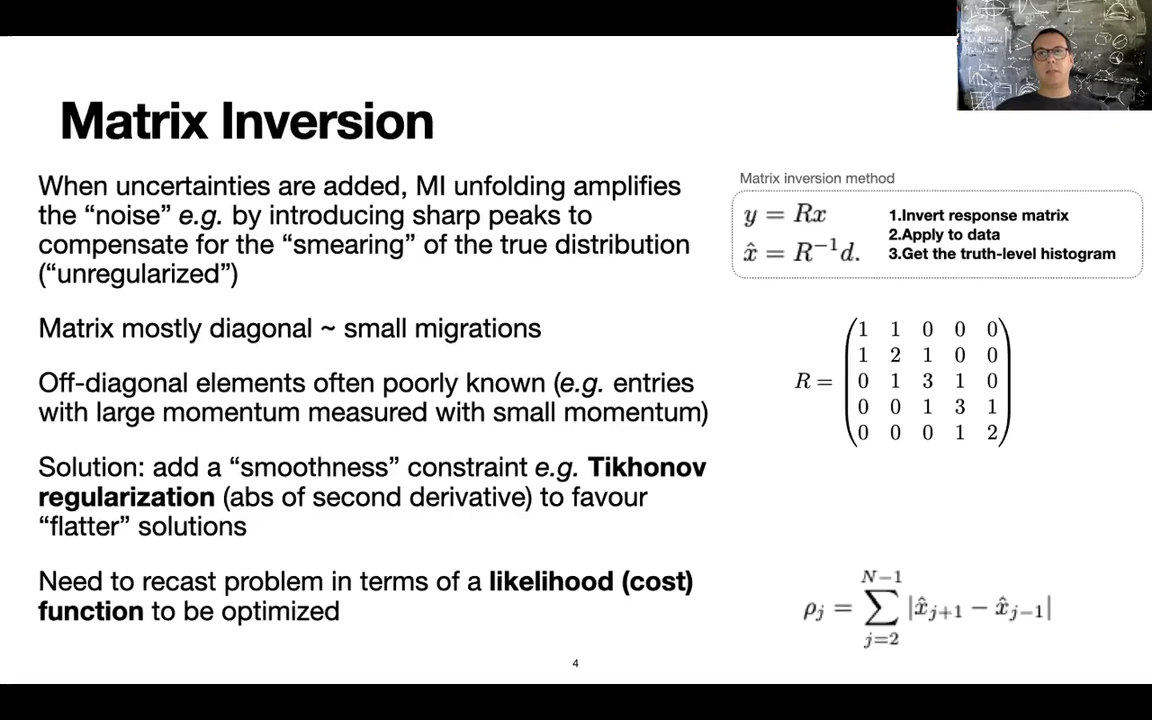 Matrix Inversion
When uncertainties are added, MI unfolding amplifies
the “noise” e.g. by introducing sharp peaks to
compensate for the “smearing” of the true distribution
(“unregularized”)
Matrix mostly diagonal ~ small migrations
Off-diagonal elements often poorly known (e.g. entries
with large momentum measured with small momentum)
Solution: add a “smoothness” constraint e.g. Tikhonov
regularization (abs of second derivative) to favour
“flatter” solutions
Need to recast problem in terms of a likelihood (cost)
function to be optimized
Matrix inversion method
y = Rx
x̂ = R⁻¹d.
1.Invert response matrix
2.Apply to data
3.Get the truth-level histogram
1 1 0 0 0
1 2 1 0 0
R = 0 1 3 1 0
0 0 1 3 1
0 0 0 1 2
N−1
ρⱼ = ∑ |x̂ⱼ₊₁ − x̂ⱼ₋₁|
j=2
4